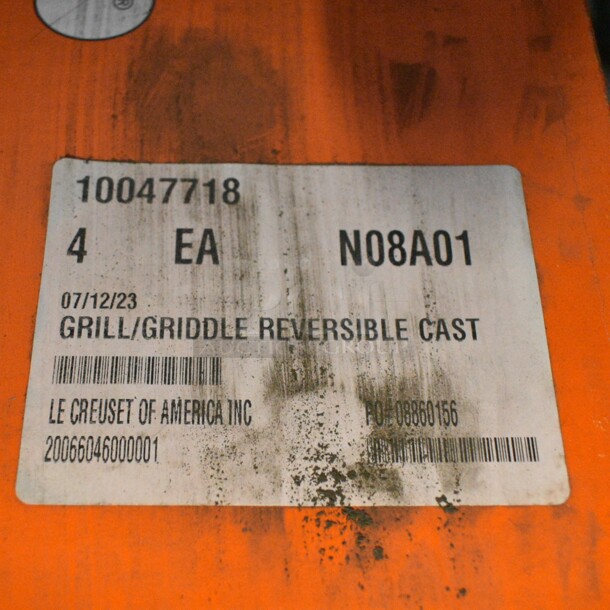 ®
10047718
4 EA N08A01
07/12/23
GRILL/GRIDDLE REVERSIBLE CAST
LE CREUSET OF AMERICA INC PO# 08860156
20066046000001